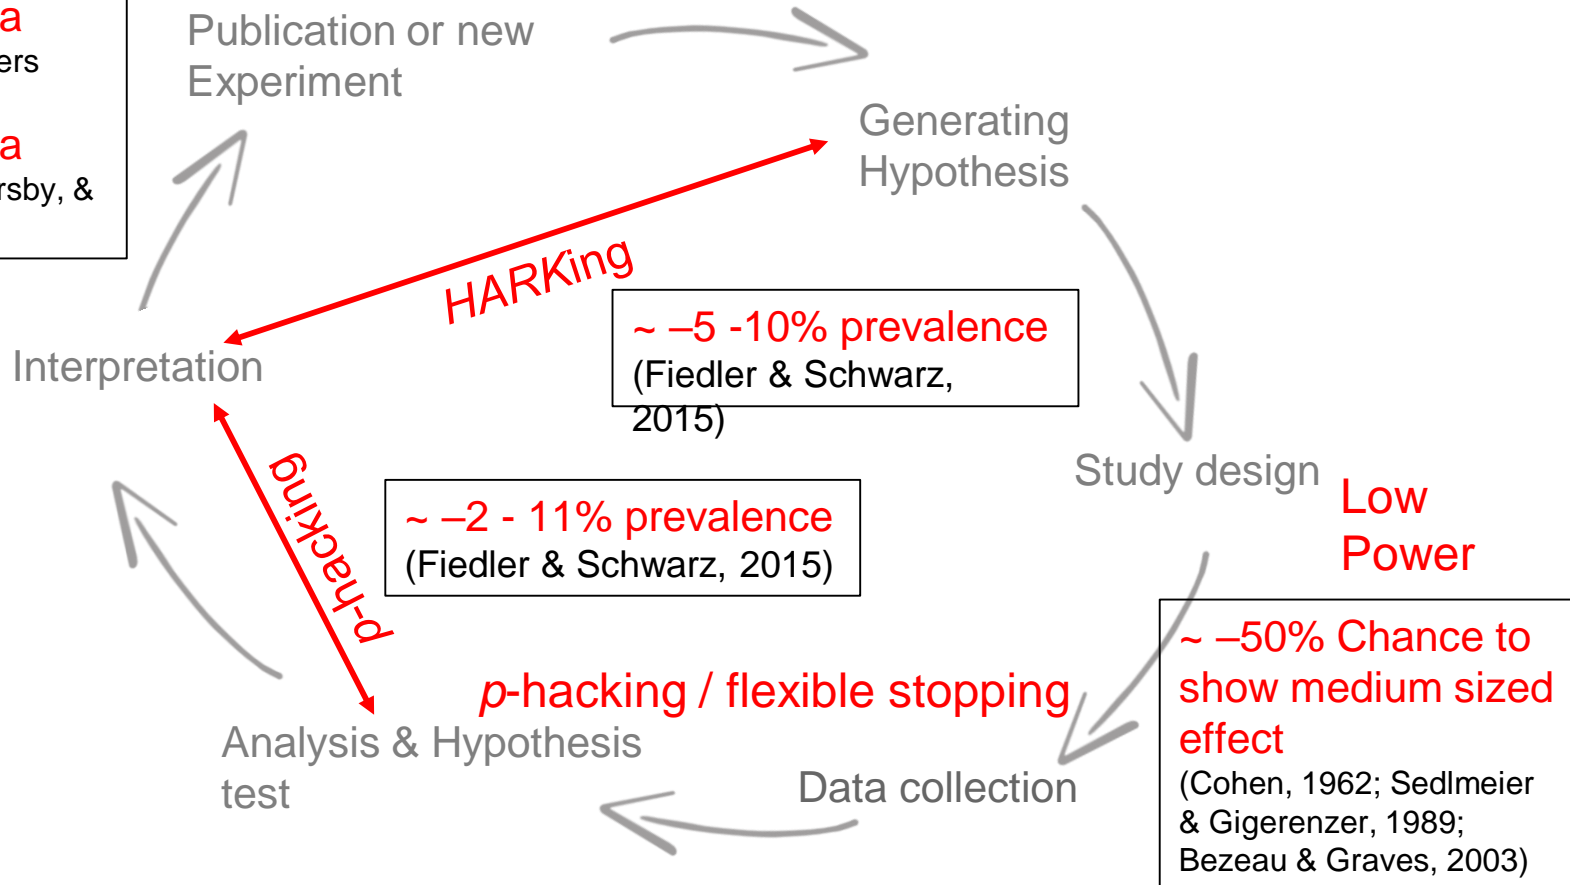 a
ers
a
rsby, &
Publication or new
Experiment
Generating
Hypothesis
HARKing
~ –5 -10% prevalence
(Fiedler & Schwarz,
2015)
Interpretation
p-hacking
~ –2 - 11% prevalence
(Fiedler & Schwarz, 2015)
Study design
Low
Power
~ –50% Chance to
show medium sized
effect
(Cohen, 1962; Sedlmeier
& Gigerenzer, 1989;
Bezeau & Graves, 2003)
p-hacking / flexible stopping
Analysis & Hypothesis
test
Data collection